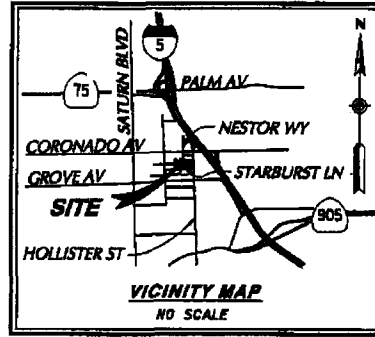 5
N
SATURN BLVD
75
PALM AV
NESTOR WY
CORONADO AV
STARBURST LN
GROVE AV
SITE
905
HOLLISTER ST
VICINITY MAP
NO SCALE